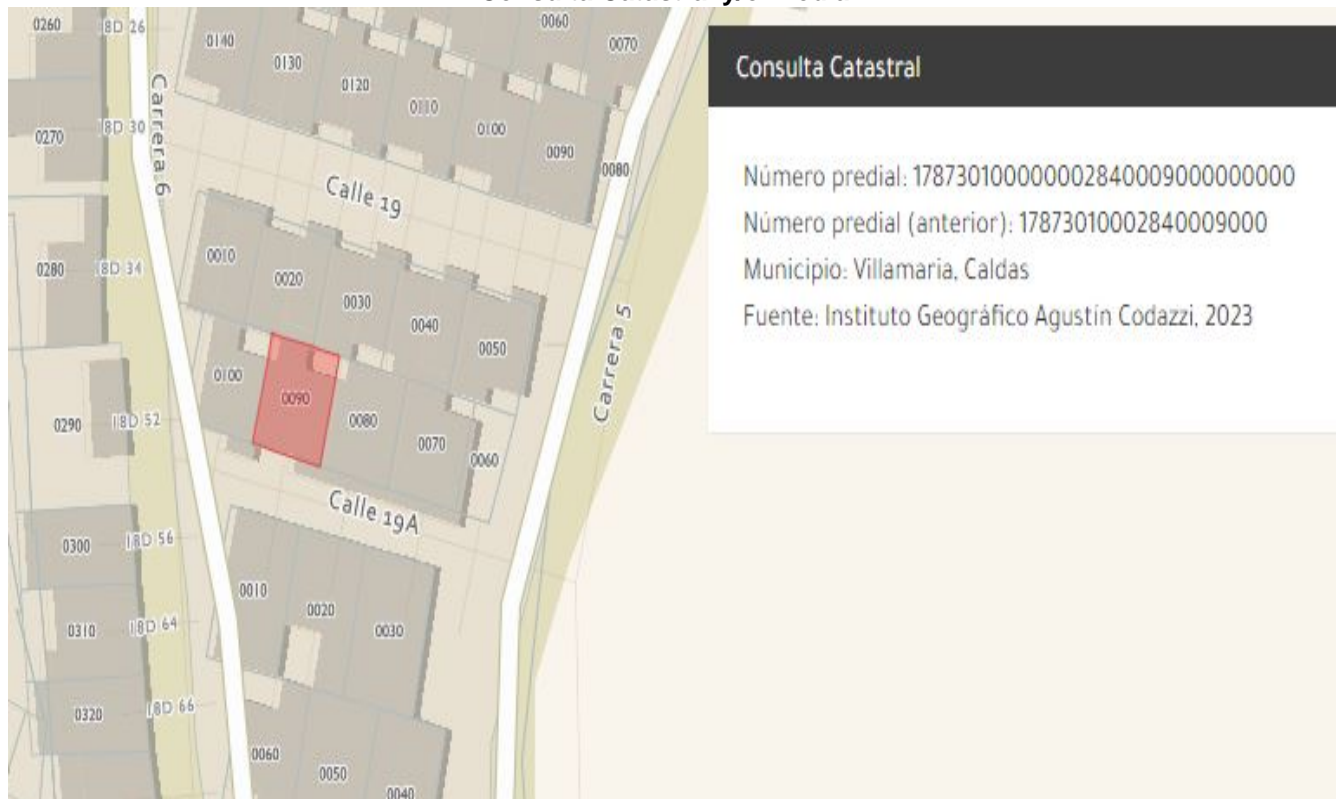 Consulta Catastral
Número predial: 178730100000002840009000000000
Número predial (anterior): 17873010002840009000
Municipio: Villamaria, Caldas
Fuente: Instituto Geográfico Agustín Codazzi, 2023
0260
18D 26
0140
0130
0120
0110
0100
0090
0080
0060
0070
Carrera 6
0270
18D 30
Calle 19
0280
18D 34
0010
0020
0030
0040
0050
Carrera 5
0100
0090
0080
0070
0060
0290
18D 52
Calle 19A
0300
18D 56
0010
0020
0030
0310
18D 64
0320
18D 66
0060
0050
0040